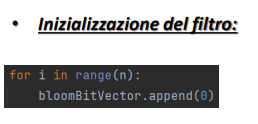 • Inizializzazione del filtro:
for i in range(n):
    bloomBitVector.append(0)